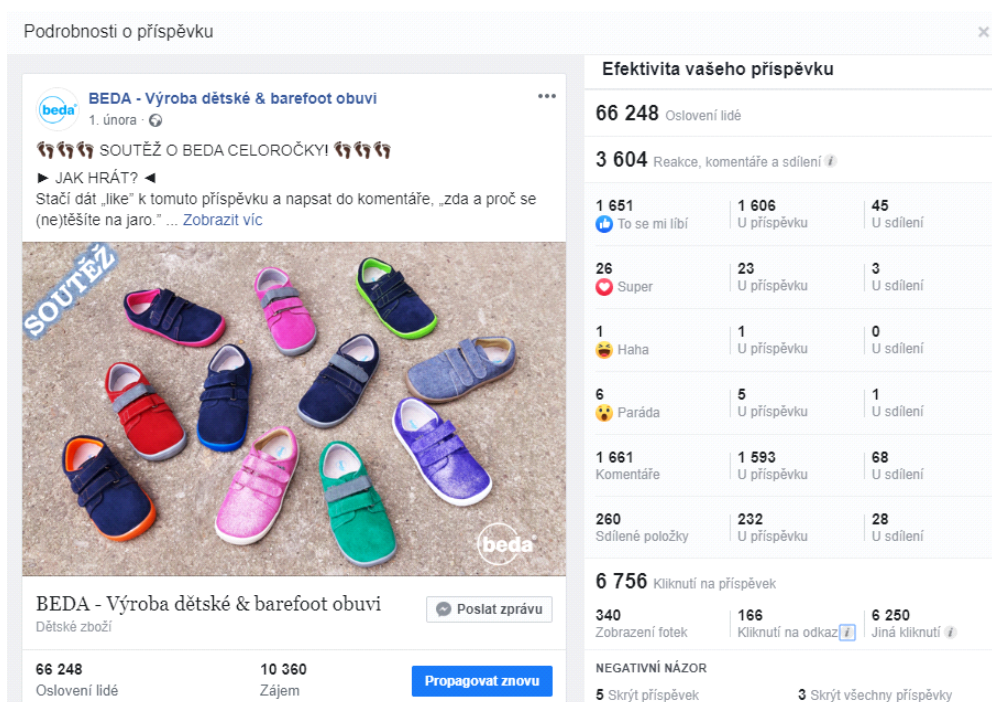 Podrobnosti o příspěvku
×
beda
BEDA - Výroba dětské & barefoot obuvi
1. února ·
SOUTĚŽ O BEDA CELOROČKY!
► JAK HRÁT? ◄
Stačí dát „like" k tomuto příspěvku a napsat do komentáře, „zda a proč se
(ne)těšíte na jaro." ... Zobrazit víc
SOUTĚŽ
beda
BEDA - Výroba dětské & barefoot obuvi
Dětské zboží
Poslat zprávu
66 248
Oslovení lidé
10 360
Zájem
Propagovat znovu
Efektivita vašeho příspěvku
66 248 Oslovení lidé
3 604 Reakce, komentáře a sdílení i
1 651 1 606 45
To se mi líbí U příspěvku U sdílení
26 23 3
Super U příspěvku U sdílení
1 1 0
Haha U příspěvku U sdílení
6 5 1
Paráda U příspěvku U sdílení
1 661 1 593 68
Komentáře U příspěvku U sdílení
260 232 28
Sdílené položky U příspěvku U sdílení
6 756 Kliknutí na příspěvek
340 166 6 250
Zobrazení fotek Kliknutí na odkaz i Jiná kliknutí i
NEGATIVNÍ NÁZOR
5 Skrýt příspěvek 3 Skrýt všechny příspěvky